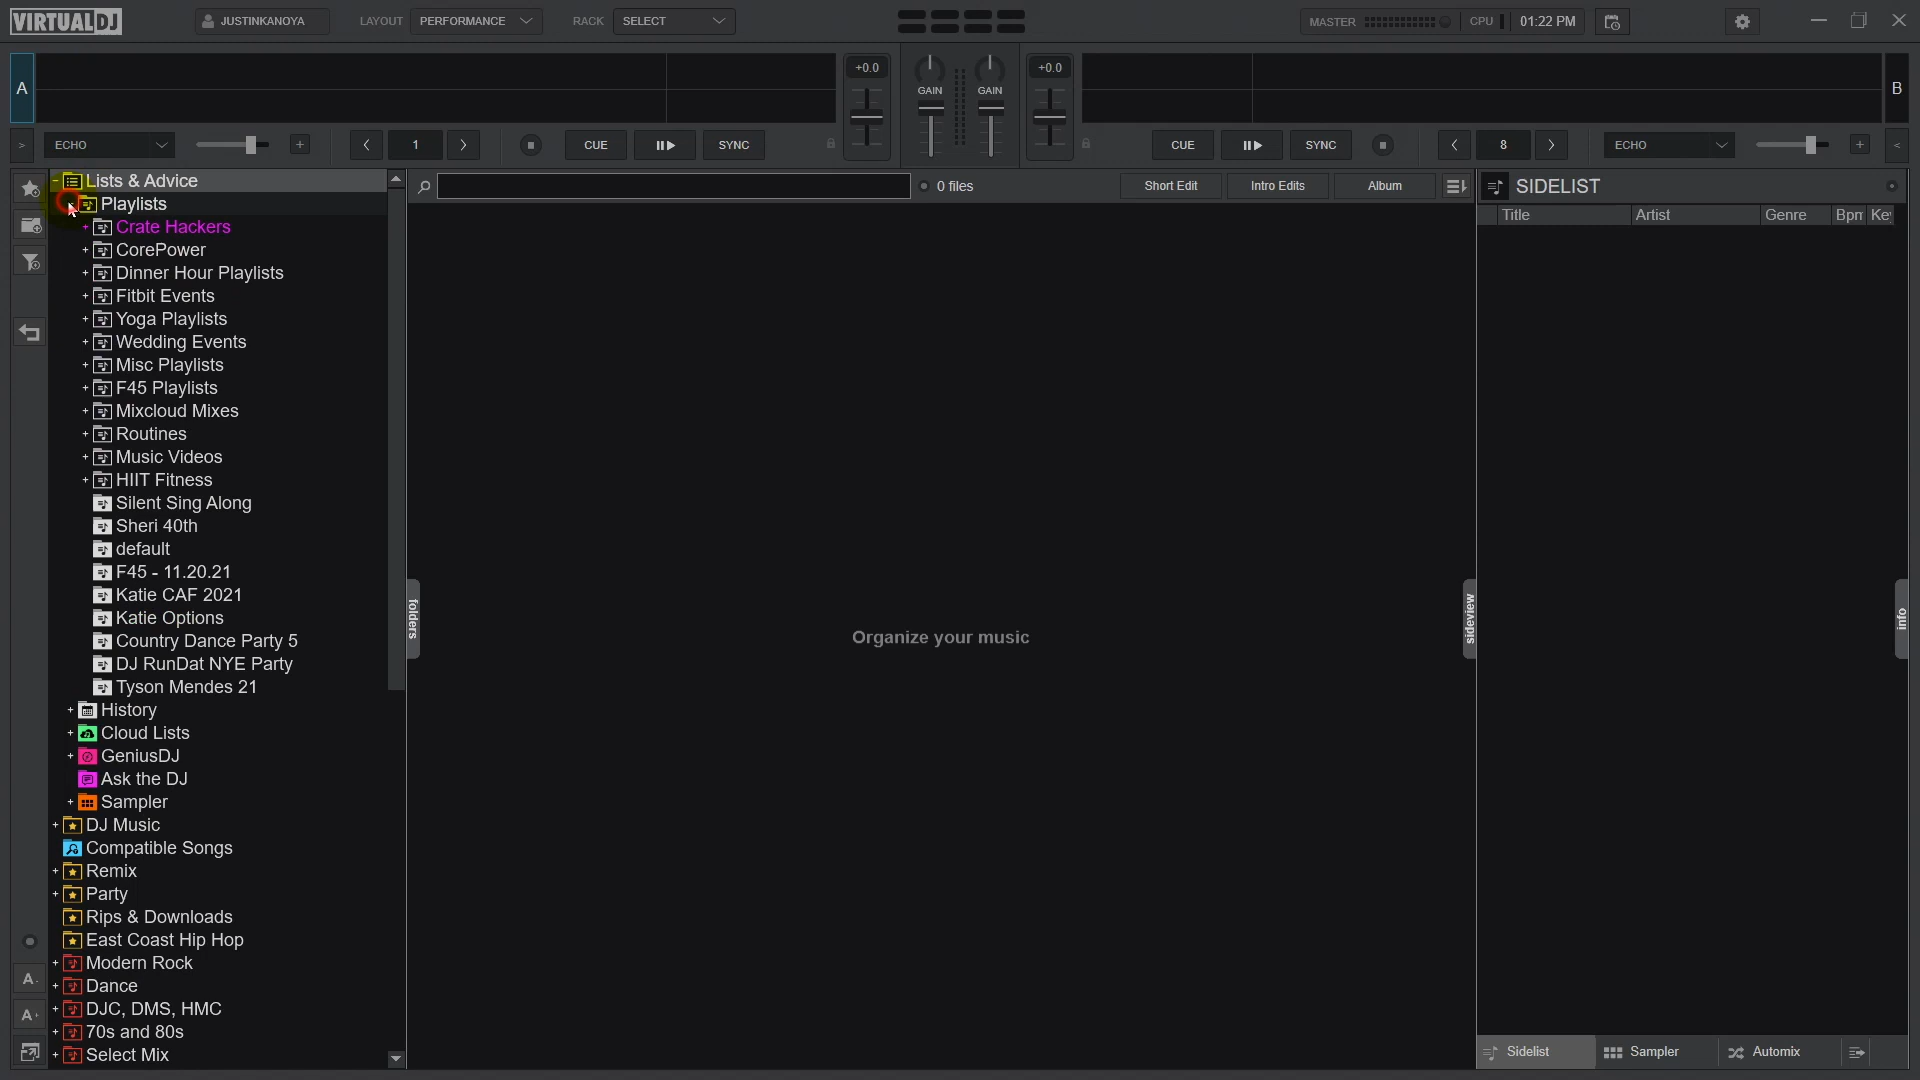 VIRTUALDJ JUSTINKANOYA LAYOUT PERFORMANCE RACK SELECT MASTER CPU 01:22 PM
A +0.0 GAIN GAIN +0.0 B
> ECHO + < 1 > CUE SYNC CUE SYNC < 8 > ECHO + <
Lists & Advice
Playlists
Crate Hackers
CorePower
Dinner Hour Playlists
Fitbit Events
Yoga Playlists
Wedding Events
Misc Playlists
F45 Playlists
Mixcloud Mixes
Routines
Music Videos
HIIT Fitness
Silent Sing Along
Sheri 40th
default
F45 - 11.20.21
Katie CAF 2021
Katie Options
Country Dance Party 5
DJ RunDat NYE Party
Tyson Mendes 21
History
Cloud Lists
GeniusDJ
Ask the DJ
Sampler
DJ Music
Compatible Songs
Remix
Party
Rips & Downloads
East Coast Hip Hop
Modern Rock
Dance
DJC, DMS, HMC
70s and 80s
Select Mix
A -
A +
folders
0 files Short Edit Intro Edits Album
Organize your music
sideview
SIDELIST
Title Artist Genre Bpm Key
info
Sidelist Sampler Automix